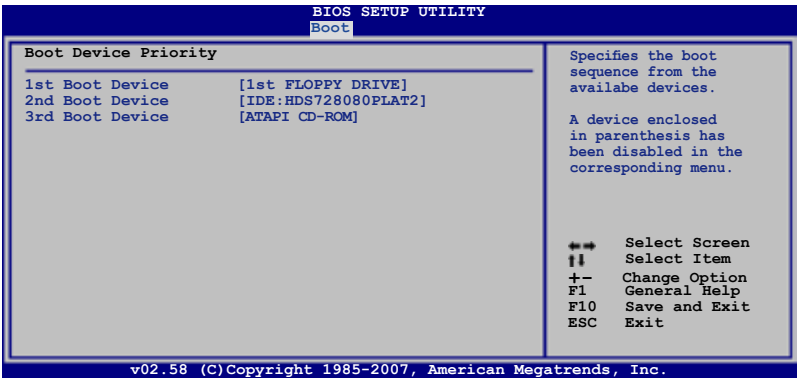 BIOS SETUP UTILITY
Boot
Boot Device Priority
1st Boot Device [1st FLOPPY DRIVE]
2nd Boot Device [IDE:HDS728080PLAT2]
3rd Boot Device [ATAPI CD-ROM]
Specifies the boot
sequence from the
availabe devices.
A device enclosed
in parenthesis has
been disabled in the
corresponding menu.
←→ Select Screen
↑↓ Select Item
+- Change Option
F1 General Help
F10 Save and Exit
ESC Exit
v02.58 (C)Copyright 1985-2007, American Megatrends, Inc.